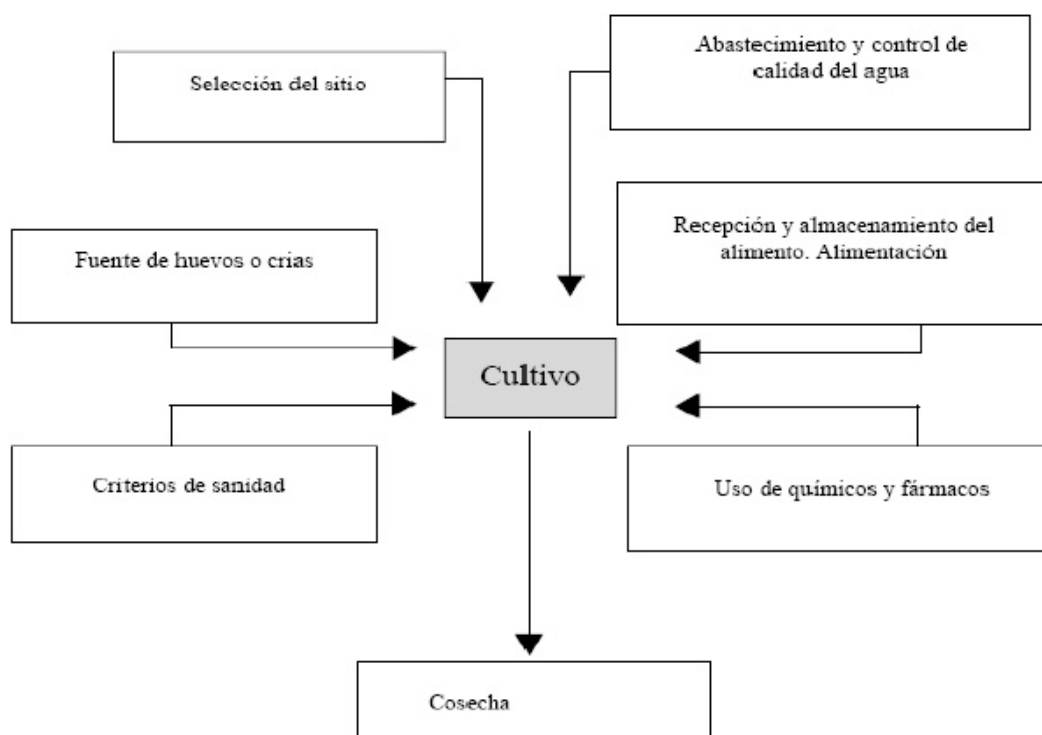 Selección del sitio
Abastecimiento y control de
calidad del agua
Fuente de huevos o crias
Recepción y almacenamiento del
alimento. Alimentación
Cultivo
Criterios de sanidad
Uso de químicos y fármacos
Cosecha